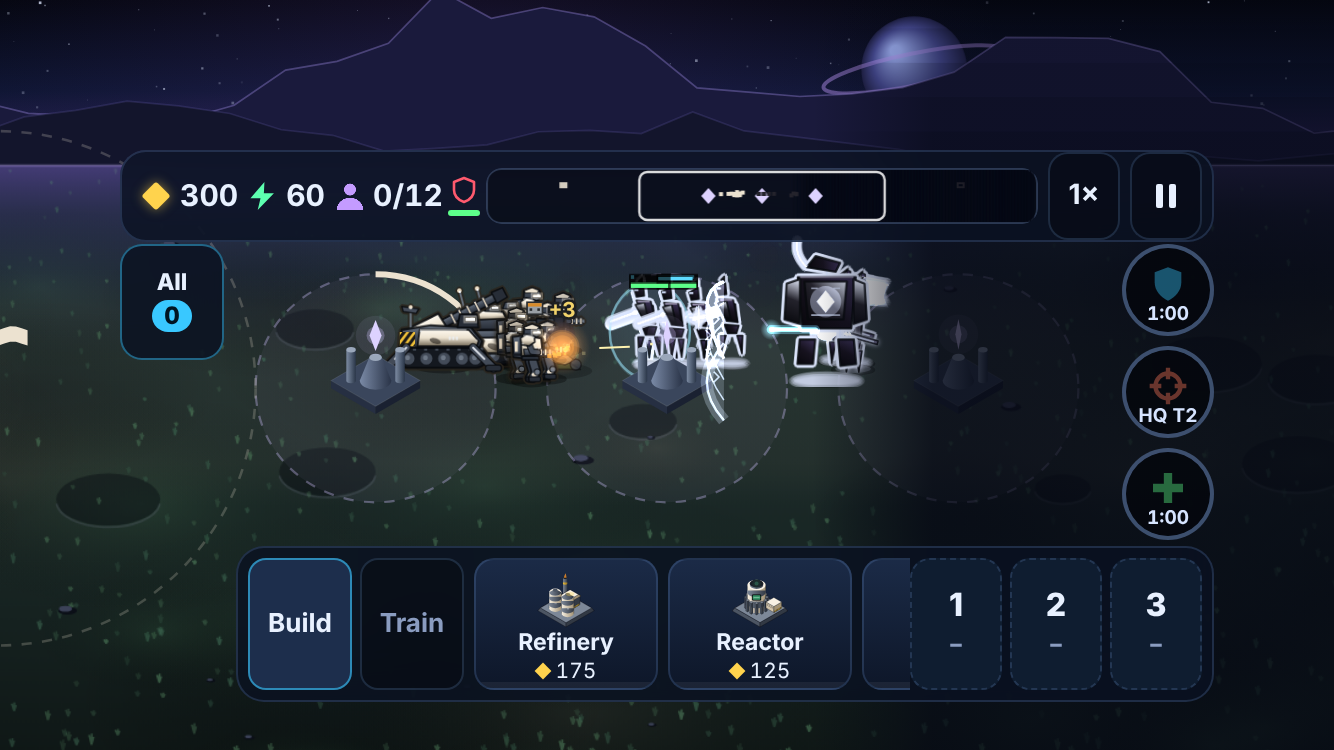 300 60 0/12 1×
All
0
+3
1:00
HQ T2
1:00
Build
Train
Refinery
175
Reactor
125
1
–
2
–
3
–